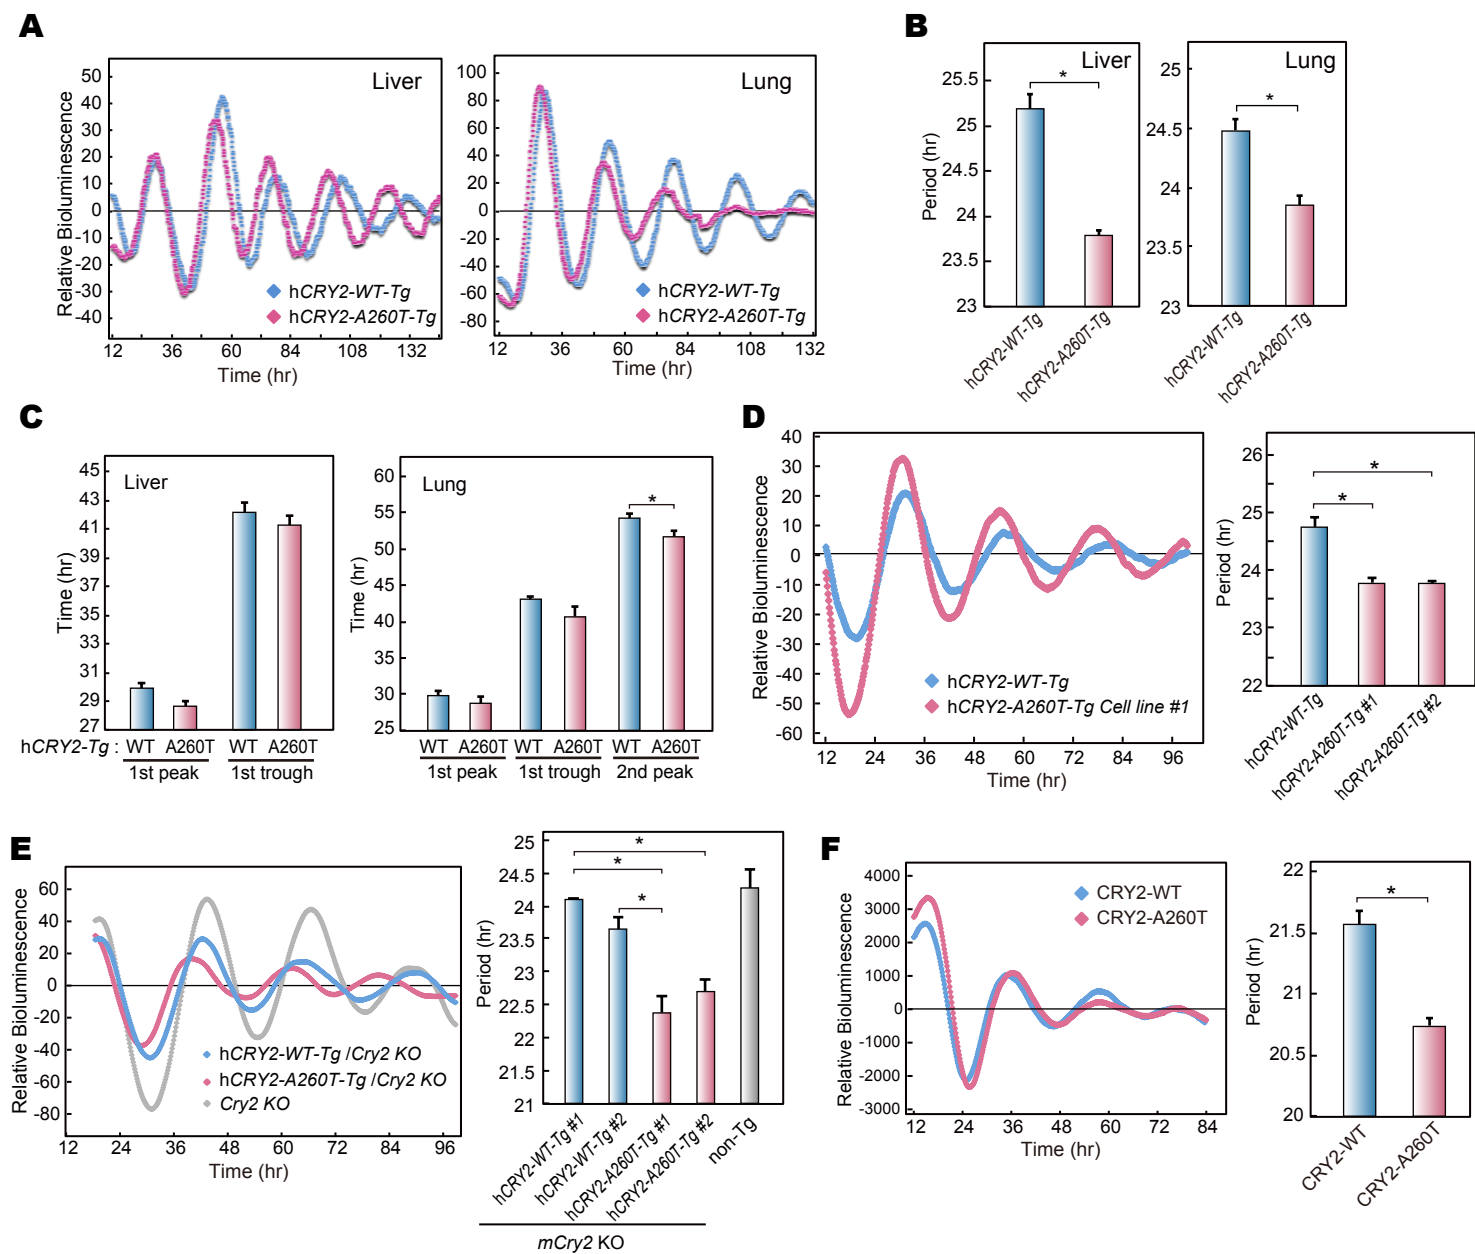 A
Relative Bioluminescence
50
40
30
20
10
0
-10
-20
-30
-40
Liver
hCRY2-WT-Tg
hCRY2-A260T-Tg
12 36 60 84 108 132
Time (hr)
100
80
60
40
20
0
-20
-40
-60
-80
Lung
hCRY2-WT-Tg
hCRY2-A260T-Tg
12 36 60 84 108 132
Time (hr)
B
Period (hr)
25.5
25
24.5
24
23.5
23
Liver
*
hCRY2-WT-Tg
hCRY2-A260T-Tg
25
24.5
24
23.5
23
Lung
*
hCRY2-WT-Tg
hCRY2-A260T-Tg
C
Time (hr)
45
43
41
39
37
35
33
31
29
27
Liver
hCRY2-Tg : WT A260T WT A260T
1st peak 1st trough
Time (hr)
60
55
50
45
40
35
30
25
Lung
*
WT A260T WT A260T WT A260T
1st peak 1st trough 2nd peak
D
Relative Bioluminescence
40
30
20
10
0
-10
-20
-30
-40
-50
-60
hCRY2-WT-Tg
hCRY2-A260T-Tg Cell line #1
12 24 36 48 60 72 84 96
Time (hr)
Period (hr)
26
25
24
23
22
*
*
hCRY2-WT-Tg
hCRY2-A260T-Tg #1
hCRY2-A260T-Tg #2
E
Relative Bioluminescence
60
40
20
0
-20
-40
-60
-80
hCRY2-WT-Tg /Cry2 KO
hCRY2-A260T-Tg /Cry2 KO
Cry2 KO
12 24 36 48 60 72 84 96
Time (hr)
Period (hr)
25
24.5
24
23.5
23
22.5
22
21.5
21
*
*
*
hCRY2-WT-Tg #1
hCRY2-WT-Tg #2
hCRY2-A260T-Tg #1
hCRY2-A260T-Tg #2
non-Tg
mCry2 KO
F
Relative Bioluminescence
4000
3000
2000
1000
0
-1000
-2000
-3000
CRY2-WT
CRY2-A260T
12 24 36 48 60 72 84
Time (hr)
Period (hr)
22
21.5
21
20.5
20
*
CRY2-WT
CRY2-A260T